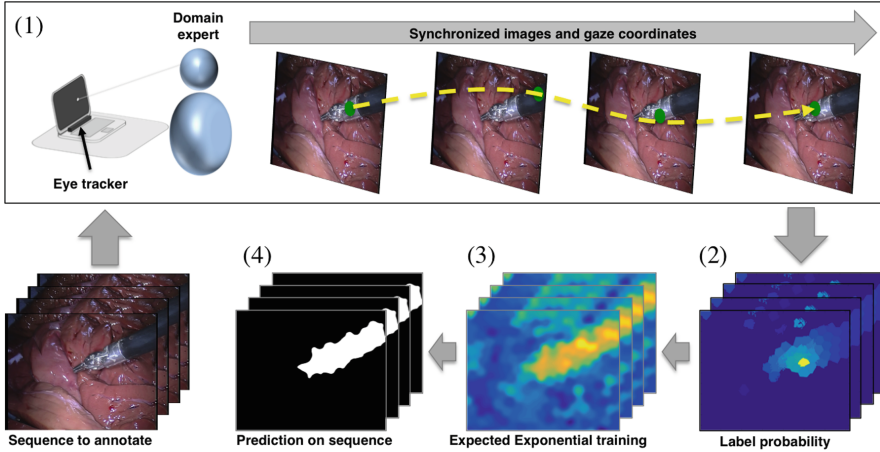 (1)
Domain
expert
Synchronized images and gaze coordinates
Eye tracker
(4)
(3)
(2)
Sequence to annotate
Prediction on sequence
Expected Exponential training
Label probability